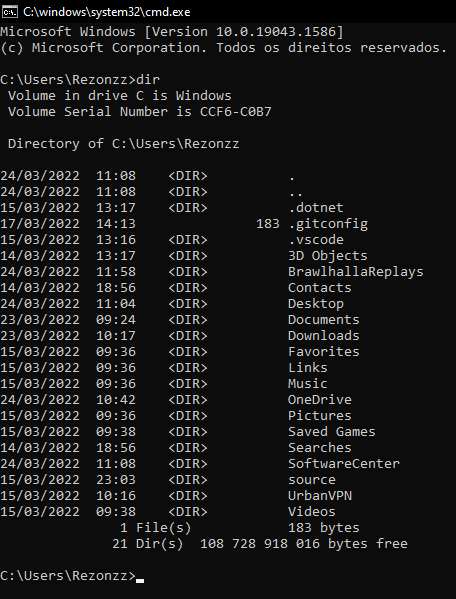 C:\windows\system32\cmd.exe
Microsoft Windows [Version 10.0.19043.1586]
(c) Microsoft Corporation. Todos os direitos reservados.
C:\Users\Rezonzz>dir
Volume in drive C is Windows
Volume Serial Number is CCF6-C0B7
Directory of C:\Users\Rezonzz
24/03/2022  11:08    <DIR>          .
24/03/2022  11:08    <DIR>          ..
15/03/2022  13:17    <DIR>          .dotnet
17/03/2022  14:13               183 .gitconfig
15/03/2022  13:16    <DIR>          .vscode
14/03/2022  13:17    <DIR>          3D Objects
24/03/2022  11:58    <DIR>          BrawlhallaReplays
14/03/2022  18:56    <DIR>          Contacts
24/03/2022  11:04    <DIR>          Desktop
23/03/2022  09:24    <DIR>          Documents
23/03/2022  10:17    <DIR>          Downloads
15/03/2022  09:36    <DIR>          Favorites
15/03/2022  09:36    <DIR>          Links
15/03/2022  09:36    <DIR>          Music
24/03/2022  10:42    <DIR>          OneDrive
15/03/2022  09:36    <DIR>          Pictures
15/03/2022  09:38    <DIR>          Saved Games
14/03/2022  18:56    <DIR>          Searches
24/03/2022  11:08    <DIR>          SoftwareCenter
15/03/2022  23:03    <DIR>          source
15/03/2022  10:16    <DIR>          UrbanVPN
15/03/2022  09:38    <DIR>          Videos
1 File(s)            183 bytes
21 Dir(s)  108 728 918 016 bytes free
C:\Users\Rezonzz>